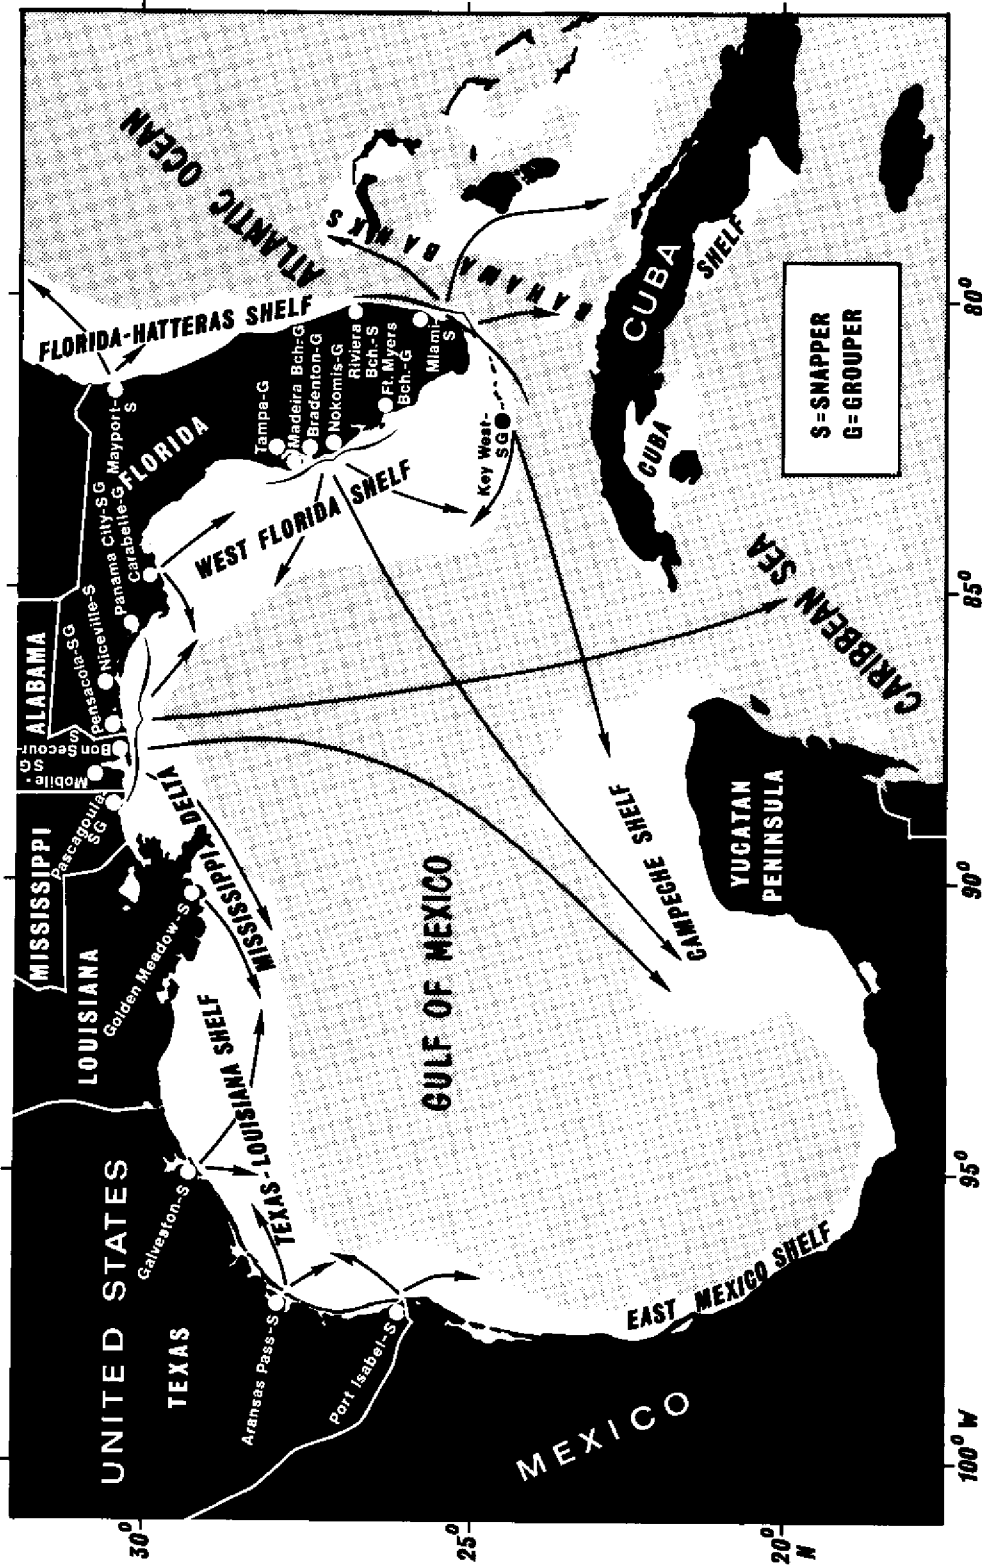 UNITED STATES
TEXAS
LOUISIANA
MISSISSIPPI
ALABAMA
FLORIDA
MEXICO
Aransas Pass-S
Port Isabel-S
Galveston-S
Golden Meadow-S
Pascagoula
SG
Mobile-
SG
Bon Secour-
S
Pensacola-SG
Niceville-S
Panama City-SG
Carabelle-G
Mayport-
S
Tampa-G
Madeira Bch-G
Bradenton-G
Nokomis-G
Riviera
Bch.-S
Ft. Myers
Bch.-G
Miami-
S
Key West-
SG
FLORIDA-HATTERAS SHELF
ATLANTIC OCEAN
BAHAMA BANKS
WEST FLORIDA SHELF
MISSISSIPPI DELTA
TEXAS-LOUISIANA SHELF
GULF OF MEXICO
EAST MEXICO SHELF
CAMPECHE SHELF
YUCATAN
PENINSULA
CARIBBEAN SEA
CUBA
CUBA
SHELF
S=SNAPPER
G=GROUPER
30°
25°
20°
N
100° W
95°
90°
85°
80°